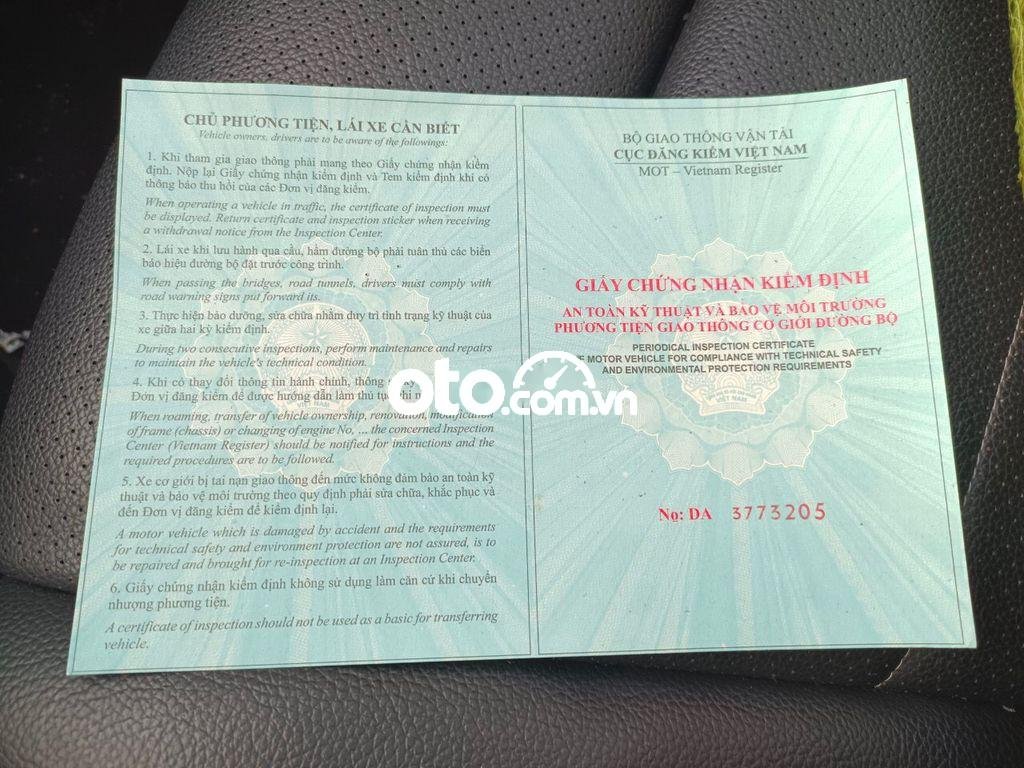 CHỦ PHƯƠNG TIỆN, LÁI XE CẦN BIẾT
Vehicle owners, drivers are to be aware of the followings:
1. Khi tham gia giao thông phải mang theo Giấy chứng nhận kiểm
định. Nộp lại Giấy chứng nhận kiểm định và Tem kiểm định khi có
thông báo thu hồi của các Đơn vị đăng kiểm.
When operating a vehicle in traffic, the certificate of inspection must
be displayed. Return certificate and inspection sticker when receiving
a withdrawal notice from the Inspection Center.
2. Lái xe khi lưu hành qua cầu, hầm đường bộ phải tuân thủ các biển
báo hiệu đường bộ đặt trước công trình.
When passing the bridges, road tunnels, drivers must comply with
road warning signs put forward its.
3. Thực hiện bảo dưỡng, sửa chữa nhằm duy trì tình trạng kỹ thuật của
xe giữa hai kỳ kiểm định.
During two consecutive inspections, perform maintenance and repairs
to maintain the vehicle's technical condition.
4. Khi có thay đổi thông tin hành chính, thông
Đơn vị đăng kiểm để được hướng dẫn làm thủ tục
When roaming, transfer of vehicle ownership, renovation, modification
of frame (chassis) or changing of engine No, ... the concerned Inspection
Center (Vietnam Register) should be notified for instructions and the
required procedures are to be followed.
5. Xe cơ giới bị tai nạn giao thông đến mức không đảm bảo an toàn kỹ
thuật và bảo vệ môi trường theo quy định phải sửa chữa, khắc phục và
đến Đơn vị đăng kiểm để kiểm định lại.
A motor vehicle which is damaged by accident and the requirements
for technical safety and environment protection are not assured, is to
be repaired and brought for re-inspection at an Inspection Center.
6. Giấy chứng nhận kiểm định không sử dụng làm căn cứ khi chuyển
nhượng phương tiện.
A certificate of inspection should not be used as a basic for transferring
vehicle.
BỘ GIAO THÔNG VẬN TẢI
CỤC ĐĂNG KIỂM VIỆT NAM
MOT – Vietnam Register
GIẤY CHỨNG NHẬN KIỂM ĐỊNH
AN TOÀN KỸ THUẬT VÀ BẢO VỆ MÔI TRƯỜNG
PHƯƠNG TIỆN GIAO THÔNG CƠ GIỚI ĐƯỜNG BỘ
PERIODICAL INSPECTION CERTIFICATE
MOTOR VEHICLE FOR COMPLIANCE WITH TECHNICAL SAFETY
AND ENVIRONMENTAL PROTECTION REQUIREMENTS
VIỆT NAM
VIỆT NAM
oto.com.vn
No: DA 3773205